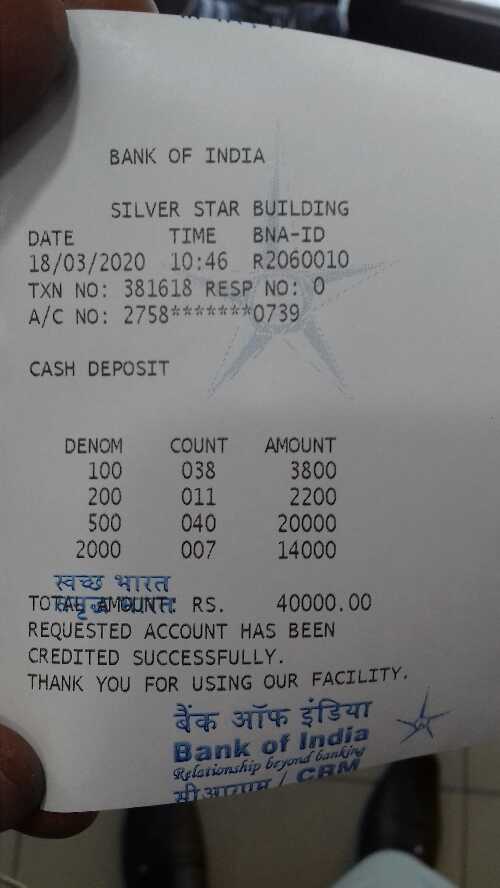 BANK OF INDIA
SILVER STAR BUILDING
DATE TIME BNA-ID
18/03/2020 10:46 R2060010
TXN NO: 381618 RESP NO: 0
A/C NO: 2758*******0739
CASH DEPOSIT
DENOM COUNT AMOUNT
100 038 3800
200 011 2200
500 040 20000
2000 007 14000
स्वच्छ भारत
TOTAL AMOUNT: RS. 40000.00
REQUESTED ACCOUNT HAS BEEN
CREDITED SUCCESSFULLY.
THANK YOU FOR USING OUR FACILITY.
बैंक ऑफ इंडिया
Bank of India
Relationship beyond banking
सीआरएम / CRM